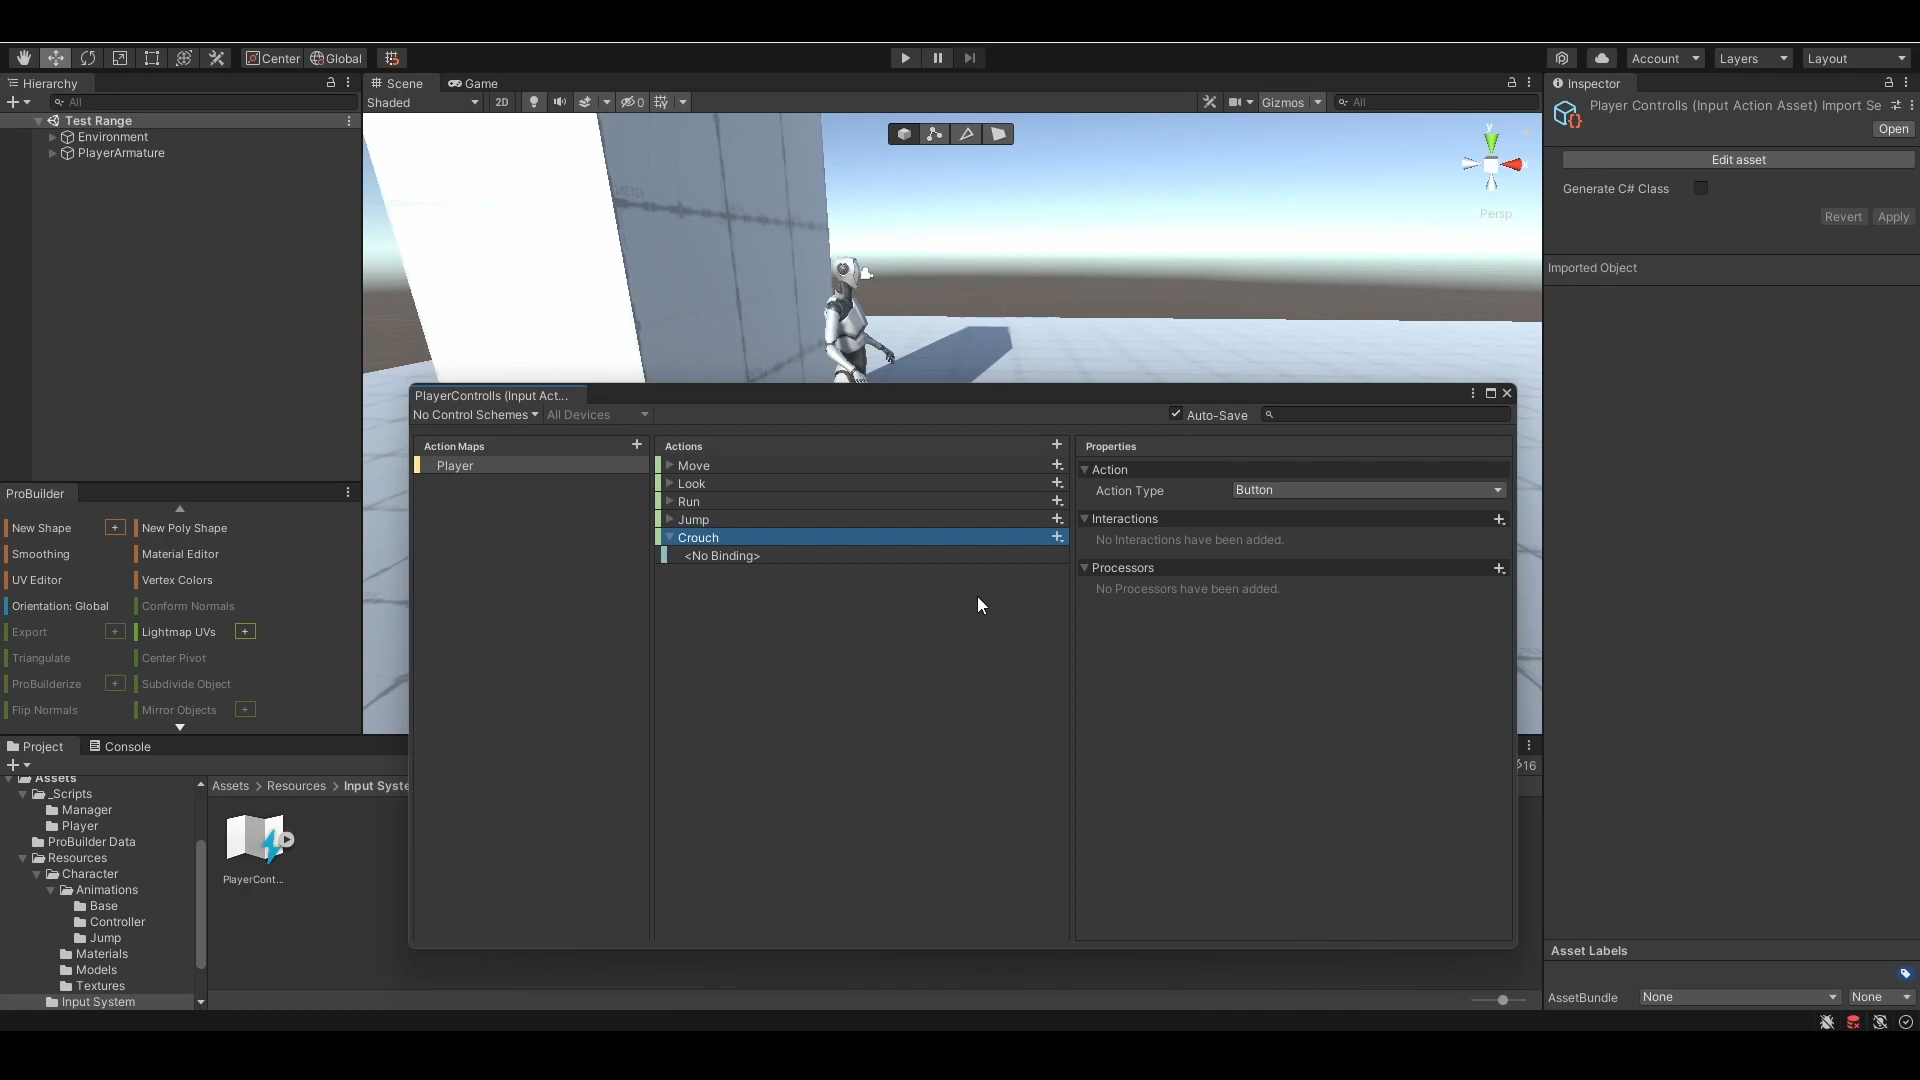 Center
Global
Account
Layers
Layout
Hierarchy
All
Test Range
Environment
PlayerArmature
Scene
Game
Shaded
2D
0
Gizmos
All
y
x
Persp
Inspector
Player Controlls (Input Action Asset) Import Se
Open
Edit asset
Generate C# Class
Revert
Apply
Imported Object
PlayerControlls (Input Act...
No Control Schemes
All Devices
Auto-Save
Action Maps
Player
Actions
Move
Look
Run
Jump
Crouch
<No Binding>
Properties
Action
Action Type
Button
Interactions
No Interactions have been added.
Processors
No Processors have been added.
ProBuilder
New Shape
New Poly Shape
Smoothing
Material Editor
UV Editor
Vertex Colors
Orientation: Global
Conform Normals
Export
Lightmap UVs
Triangulate
Center Pivot
ProBuilderize
Subdivide Object
Flip Normals
Mirror Objects
Project
Console
16
Assets
_Scripts
Manager
Player
ProBuilder Data
Resources
Character
Animations
Base
Controller
Jump
Materials
Models
Textures
Input System
Assets > Resources > Input Syste
PlayerCont...
Asset Labels
AssetBundle
None
None